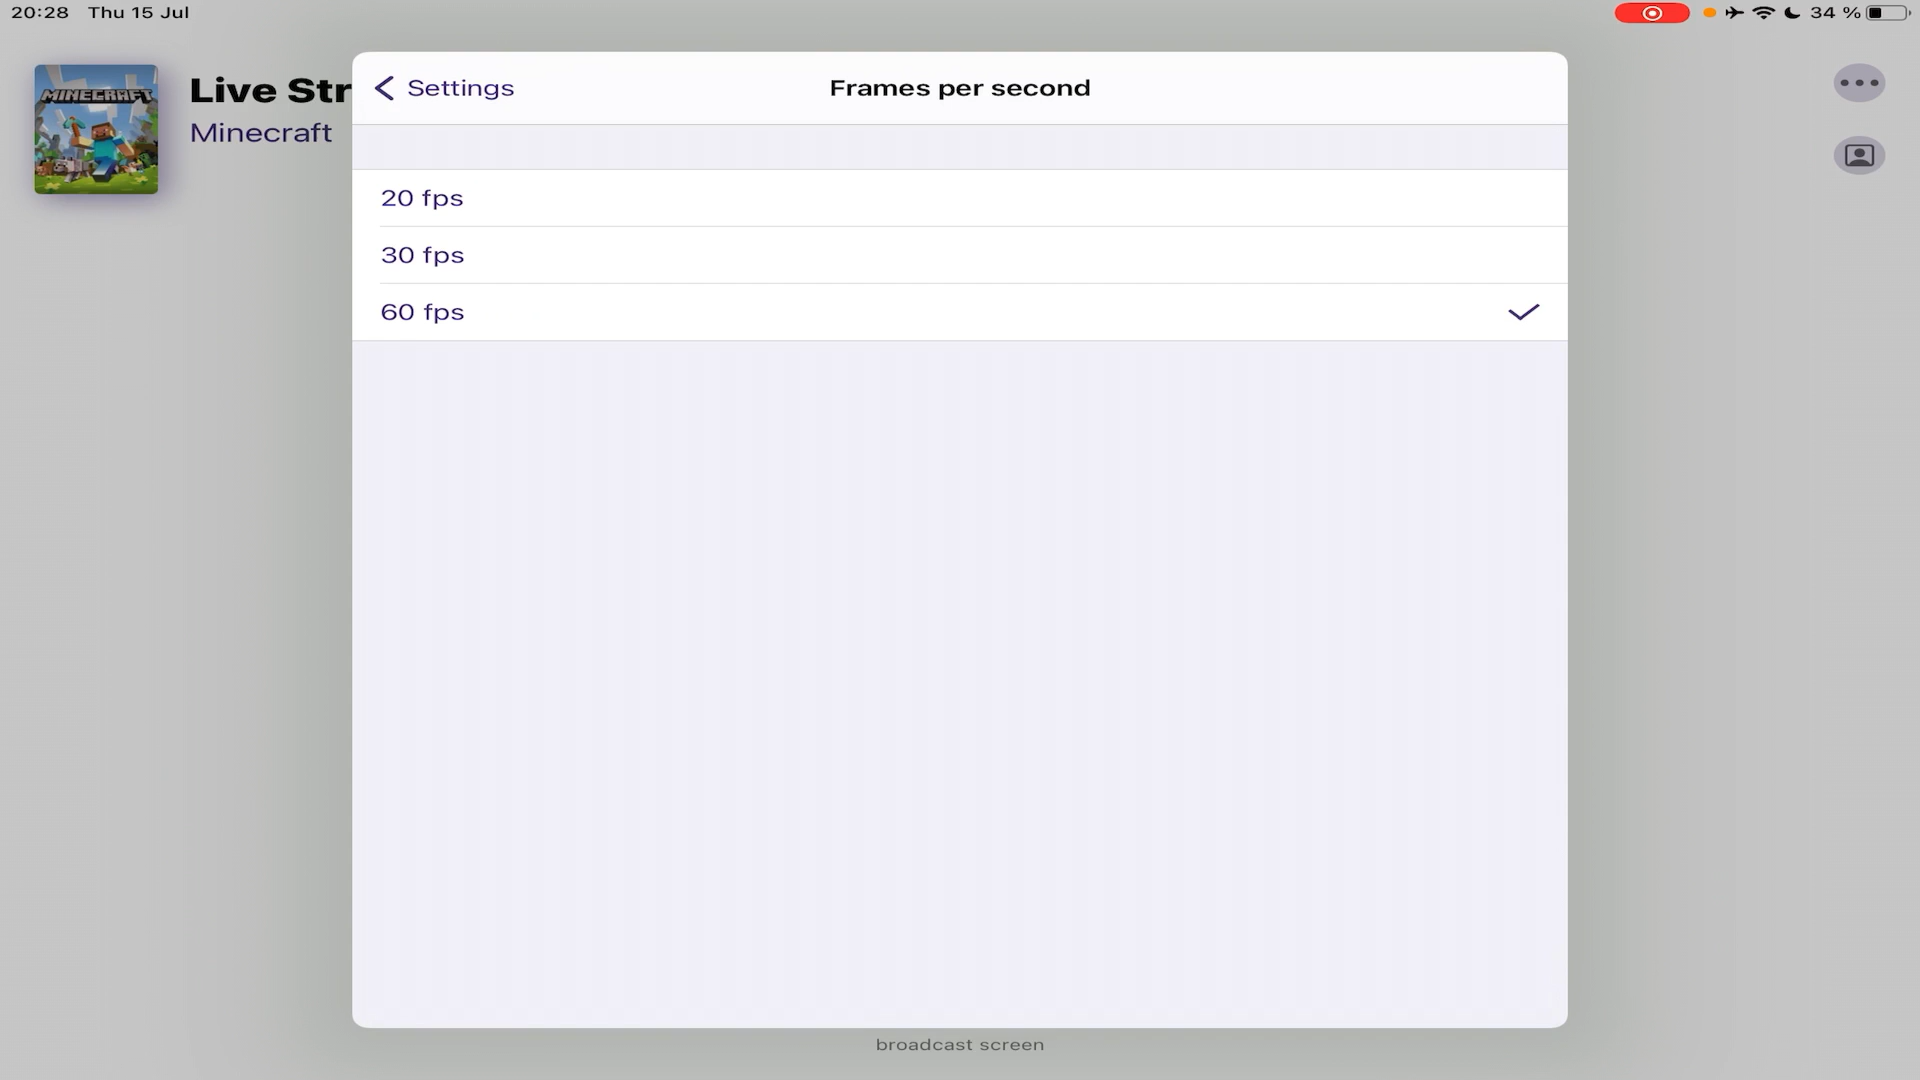 20:28 Thu 15 Jul
34 %
MINECRAFT
Live Str
Minecraft
Settings
Frames per second
20 fps
30 fps
60 fps
broadcast screen